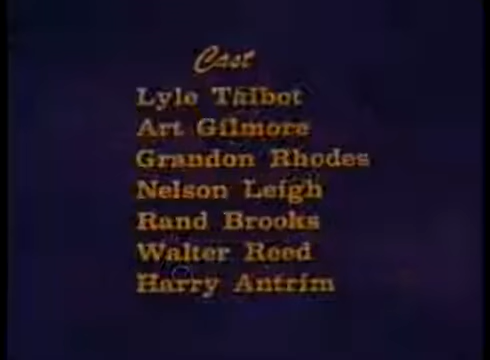 Cast
Lyle Talbot
Art Gilmore
Grandon Rhodes
Nelson Leigh
Rand Brooks
Walter Reed
Harry Antrim